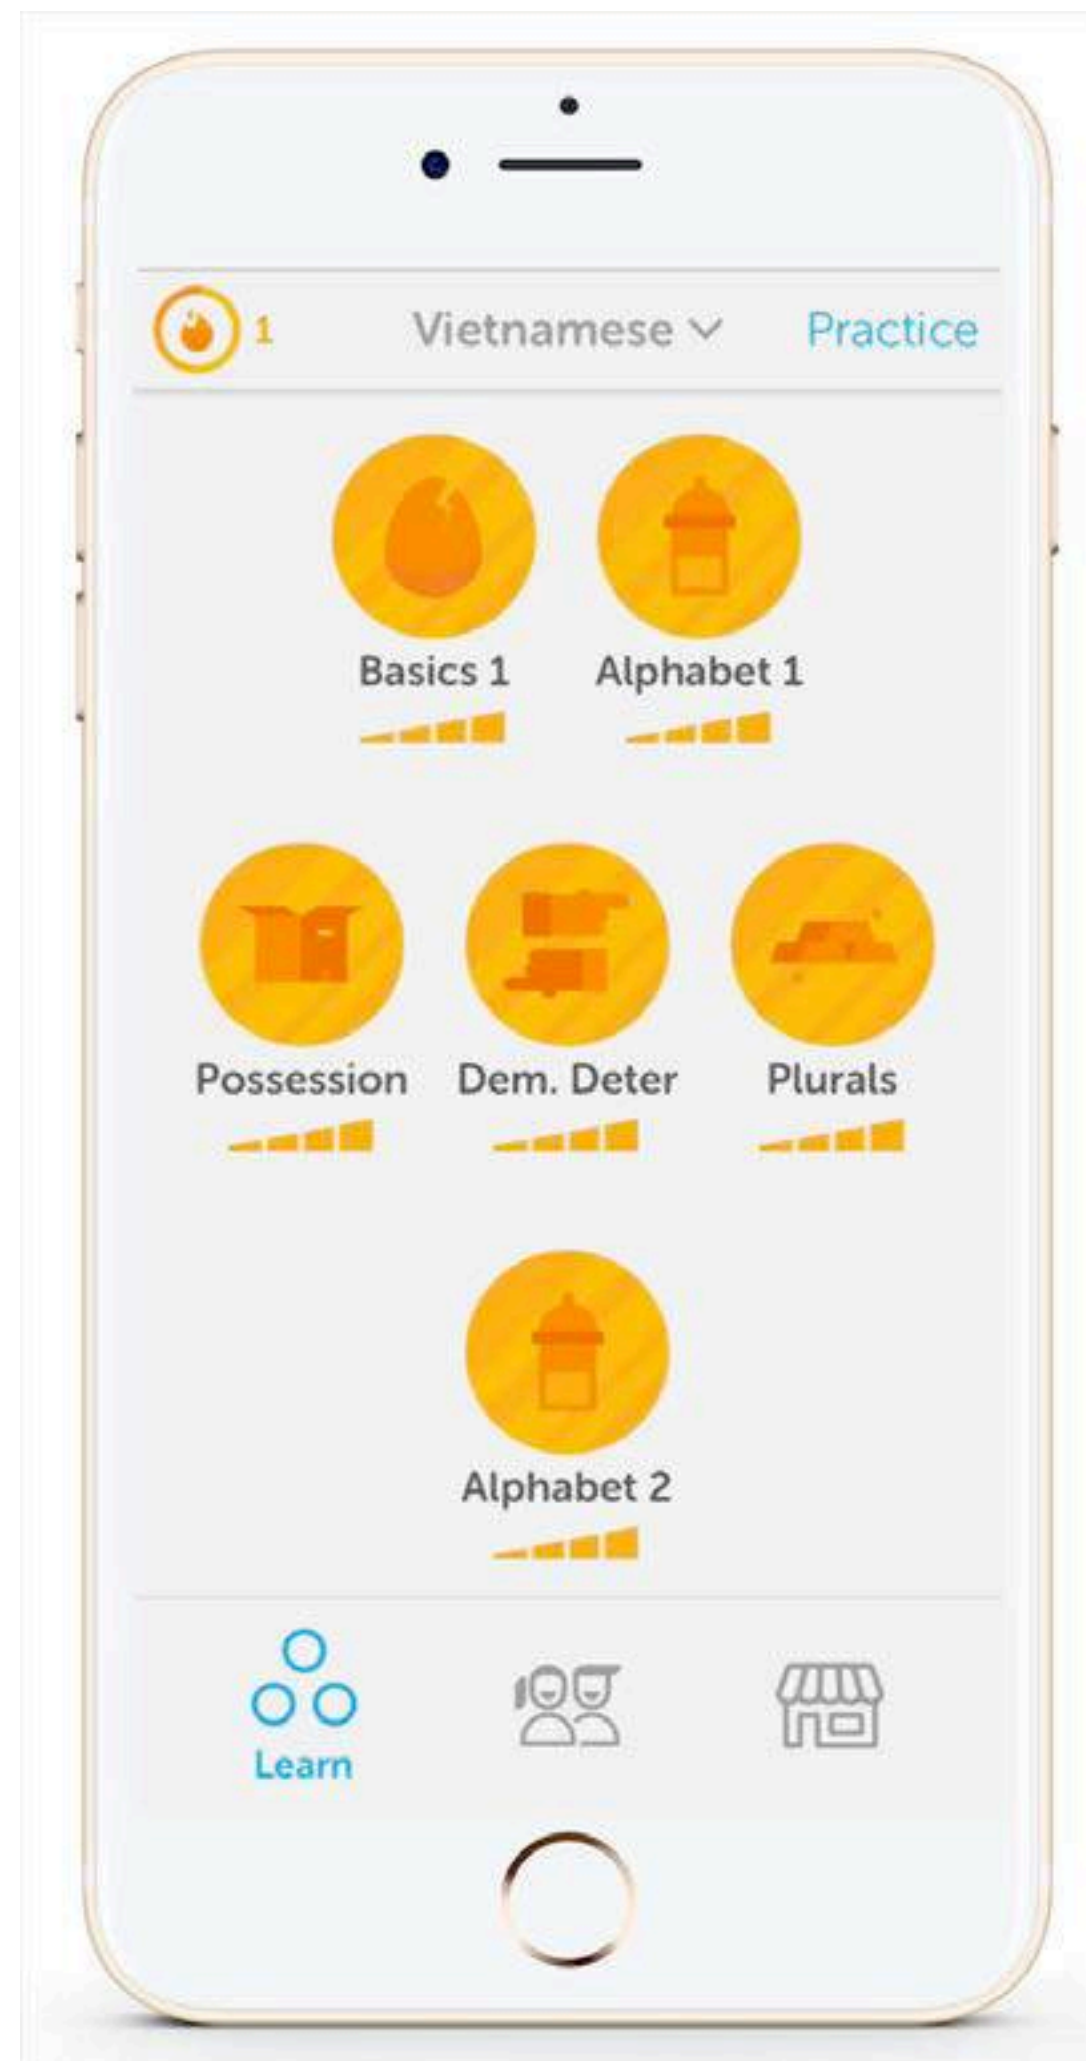 1 Vietnamese Practice
Basics 1 Alphabet 1
Possession Dem. Deter Plurals
Alphabet 2
Learn